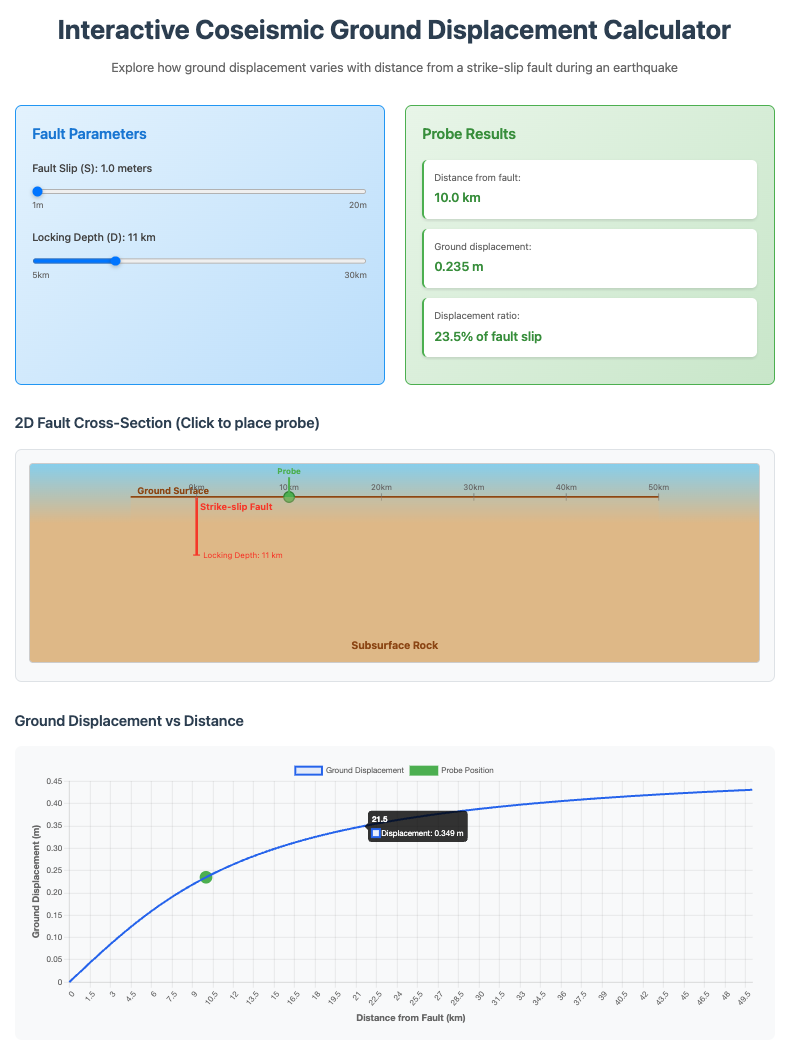 Interactive Coseismic Ground Displacement Calculator
Explore how ground displacement varies with distance from a strike-slip fault during an earthquake
Fault Parameters
Fault Slip (S): 1.0 meters
1m 20m
Locking Depth (D): 11 km
5km 30km
Probe Results
Distance from fault:
10.0 km
Ground displacement:
0.235 m
Displacement ratio:
23.5% of fault slip
2D Fault Cross-Section (Click to place probe)
Probe
0km 10km 20km 30km 40km 50km
Ground Surface
Strike-slip Fault
Locking Depth: 11 km
Subsurface Rock
Ground Displacement vs Distance
Ground Displacement Probe Position
Ground Displacement (m)
0.45
0.40
0.35
0.30
0.25
0.20
0.15
0.10
0.05
0
21.5
Displacement: 0.349 m
0 1.5 3 4.5 6 7.5 9 10.5 12 13.5 15 16.5 18 19.5 21 22.5 24 25.5 27 28.5 30 31.5 33 34.5 36 37.5 39 40.5 42 43.5 45 46.5 48 49.5
Distance from Fault (km)